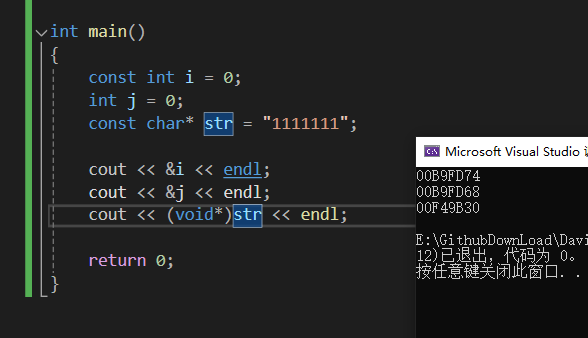 int main()
{
const int i = 0;
int j = 0;
const char* str = "1111111";
cout << &i << endl;
cout << &j << endl;
cout << (void*)str << endl;
return 0;
}
Microsoft Visual Studio
00B9FD74
00B9FD68
00F49B30
E:\GithubDownLoad\Davi
12)已退出,代码为 0。
按任意键关闭此窗口. . .